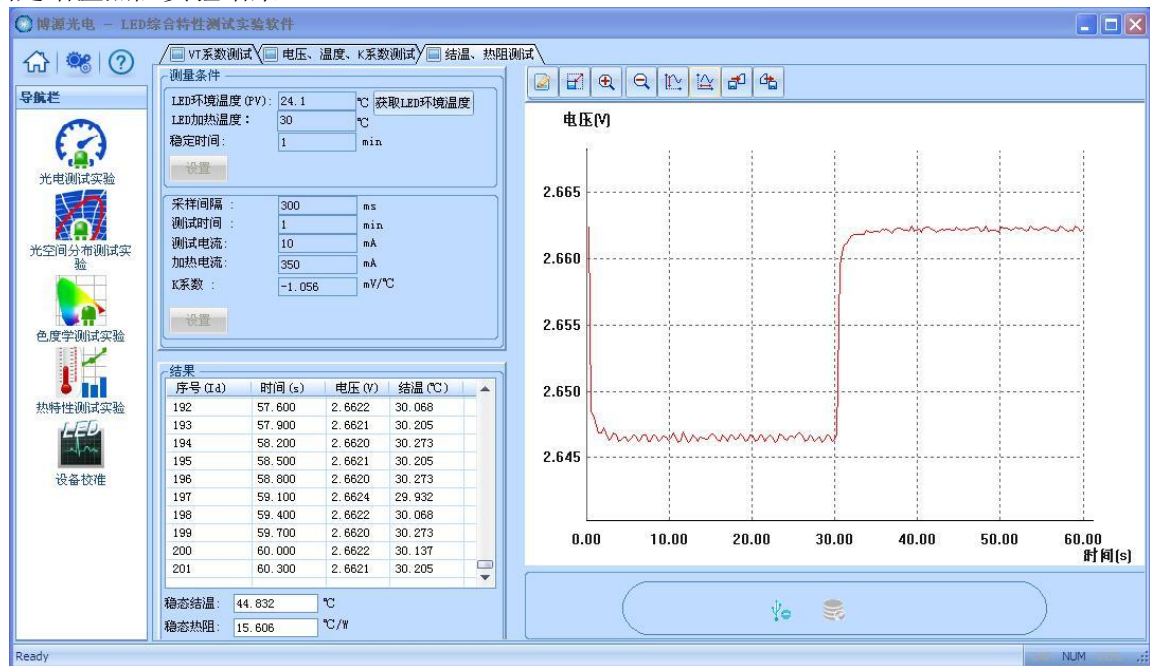 博源光电 - LED综合特性测试实验软件
导航栏
光电测试实验
光空间分布测试实
验
色度学测试实验
热特性测试实验
LED
设备校准
VT系数测试 电压、温度、K系数测试 结温、热阻测试
测量条件
LED环境温度(PV): 24.1 ℃ 获取LED环境温度
LED加热温度: 30 ℃
稳定时间: 1 min
设置
采样间隔 : 300 ms
测试时间 : 1 min
测试电流: 10 mA
加热电流: 350 mA
K系数 : -1.056 mV/℃
设置
结果
序号(Id) 时间(s) 电压(V) 结温(℃)
192 57.600 2.6622 30.068
193 57.900 2.6621 30.205
194 58.200 2.6620 30.273
195 58.500 2.6621 30.205
196 58.800 2.6620 30.273
197 59.100 2.6624 29.932
198 59.400 2.6622 30.068
199 59.700 2.6620 30.273
200 60.000 2.6622 30.137
201 60.300 2.6621 30.205
稳态结温: 44.832 ℃
稳态热阻: 15.606 ℃/W
电压(V)
2.665
2.660
2.655
2.650
2.645
0.00 10.00 20.00 30.00 40.00 50.00 60.00
时间(s)
Ready
NUM